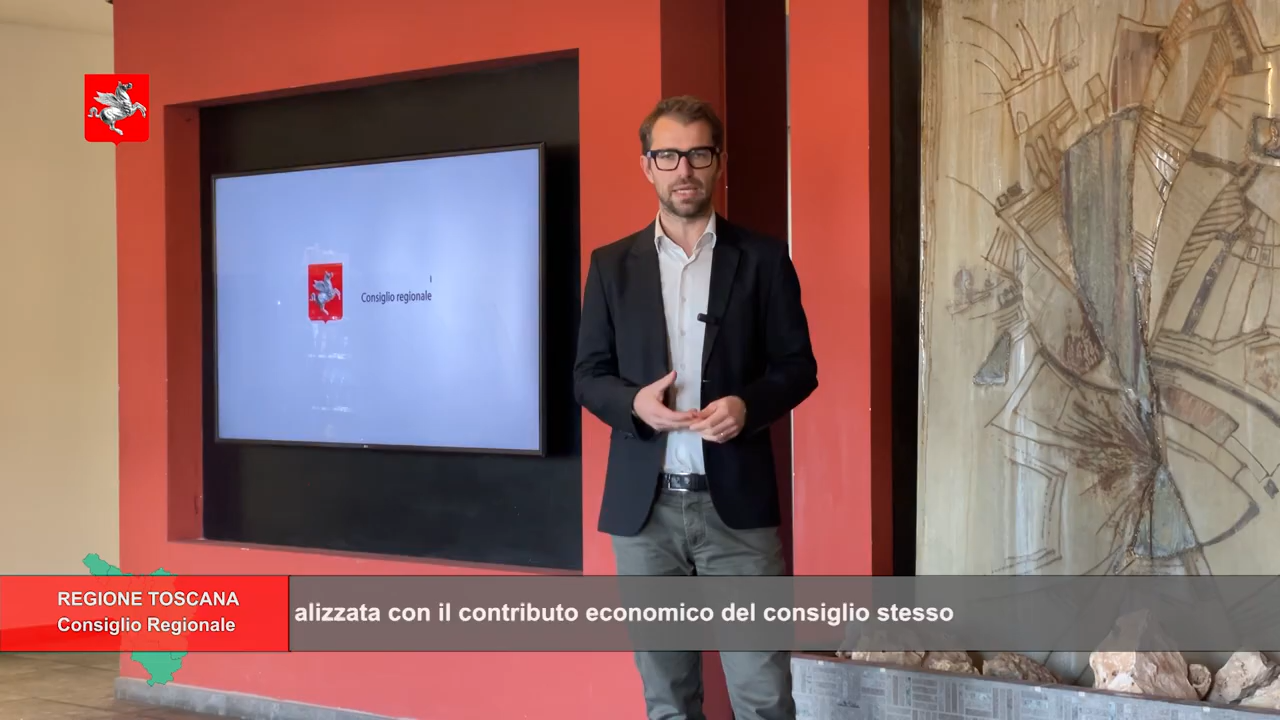 Consiglio regionale
REGIONE TOSCANA
Consiglio Regionale
alizzata con il contributo economico del consiglio stesso